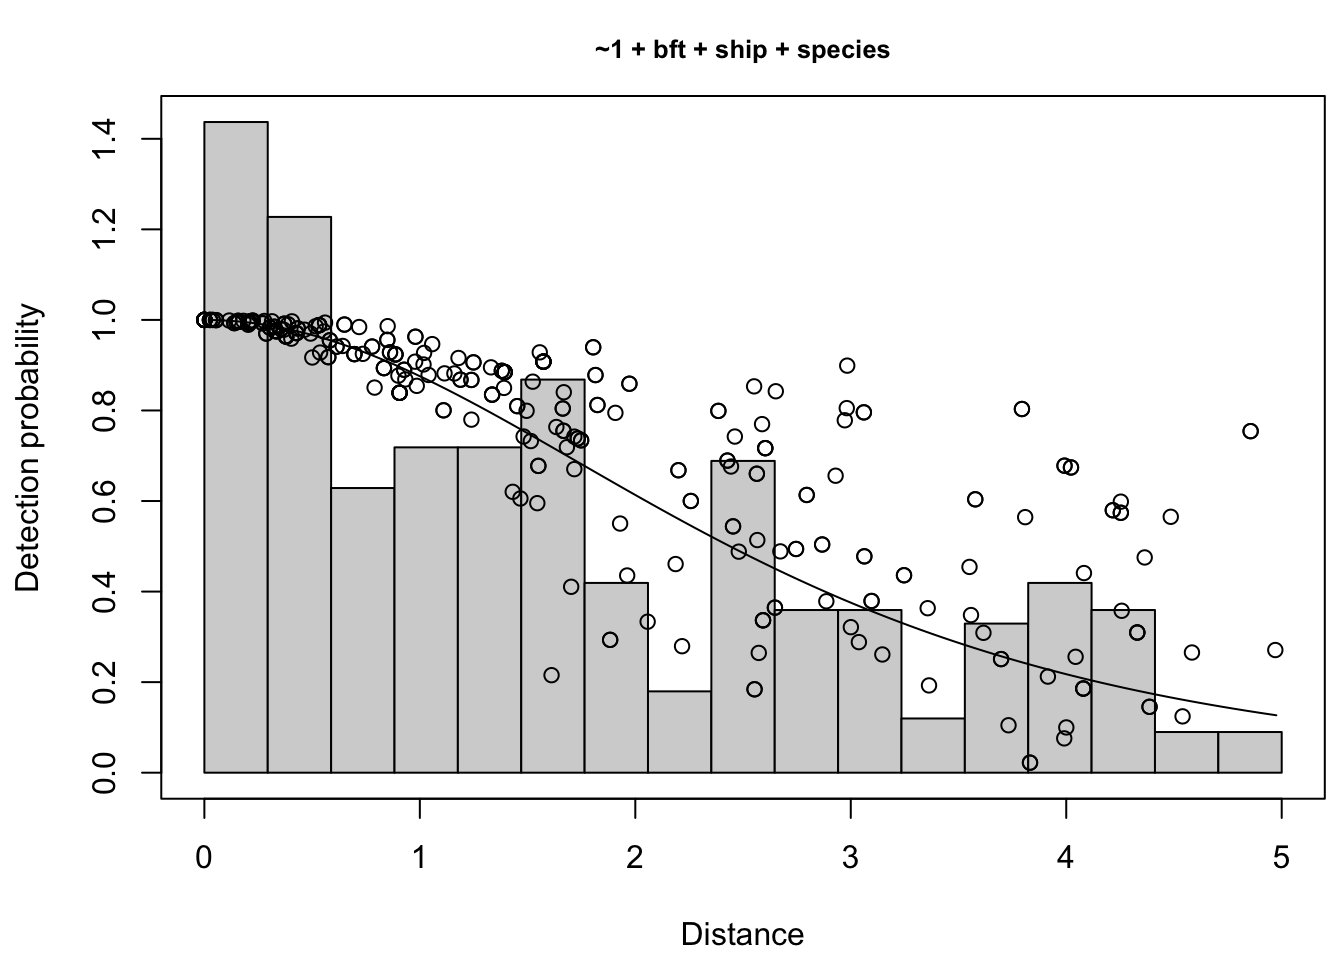 ~1 + bft + ship + species
Detection probability
1.4
1.2
1.0
0.8
0.6
0.4
0.2
0.0
0 1 2 3 4 5
Distance